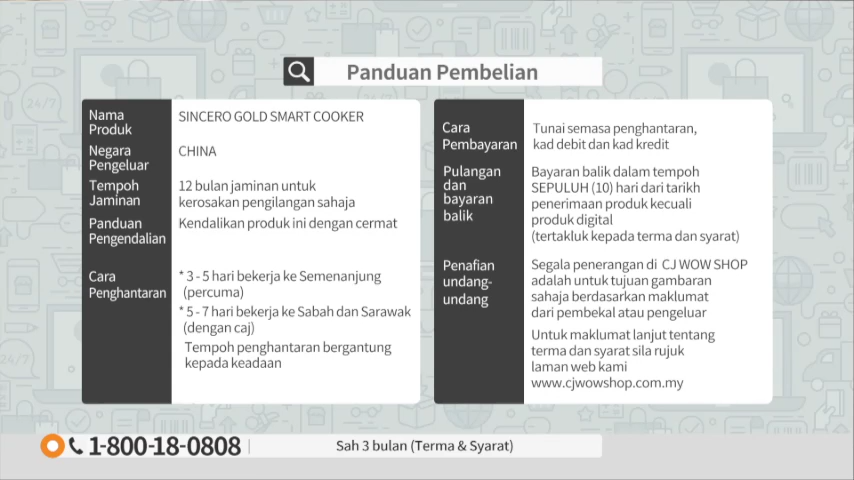 Panduan Pembelian
Nama
Produk
SINCERO GOLD SMART COOKER
Negara
Pengeluar
CHINA
Tempoh
Jaminan
12 bulan jaminan untuk
kerosakan pengilangan sahaja
Panduan
Pengendalian
Kendalikan produk ini dengan cermat
Cara
Penghantaran
* 3 - 5 hari bekerja ke Semenanjung
(percuma)
* 5 - 7 hari bekerja ke Sabah dan Sarawak
(dengan caj)
Tempoh penghantaran bergantung
kepada keadaan
Cara
Pembayaran
Tunai semasa penghantaran,
kad debit dan kad kredit
Pulangan
dan
bayaran
balik
Bayaran balik dalam tempoh
SEPULUH (10) hari dari tarikh
penerimaan produk kecuali
produk digital
(tertakluk kepada terma dan syarat)
Penafian
undang-
undang
Segala penerangan di CJ WOW SHOP
adalah untuk tujuan gambaran
sahaja berdasarkan maklumat
dari pembekal atau pengeluar
Untuk maklumat lanjut tentang
terma dan syarat sila rujuk
laman web kami
www.cjwowshop.com.my
1-800-18-0808
Sah 3 bulan (Terma & Syarat)
24/7
24/7